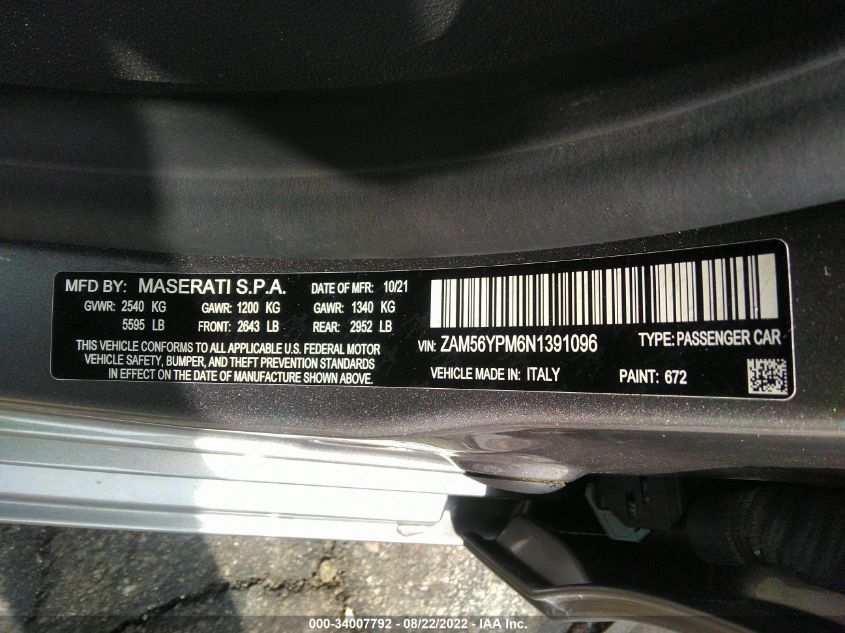 MFD BY: MASERATI S.P.A. DATE OF MFR: 10/21
GVWR: 2540 KG GAWR: 1200 KG GAWR: 1340 KG
5595 LB FRONT: 2643 LB REAR: 2952 LB
THIS VEHICLE CONFORMS TO ALL APPLICABLE U.S. FEDERAL MOTOR
VEHICLE SAFETY, BUMPER, AND THEFT PREVENTION STANDARDS
IN EFFECT ON THE DATE OF MANUFACTURE SHOWN ABOVE.
VIN: ZAM56YPM6N1391096 TYPE: PASSENGER CAR
VEHICLE MADE IN: ITALY PAINT: 672
000-34007792 - 08/22/2022 - IAA Inc.